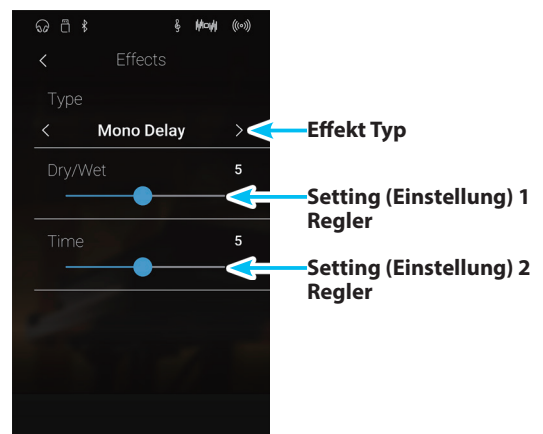 Effects
Type
Mono Delay
Effekt Typ
Dry/Wet 5
Setting (Einstellung) 1
Regler
Time 5
Setting (Einstellung) 2
Regler